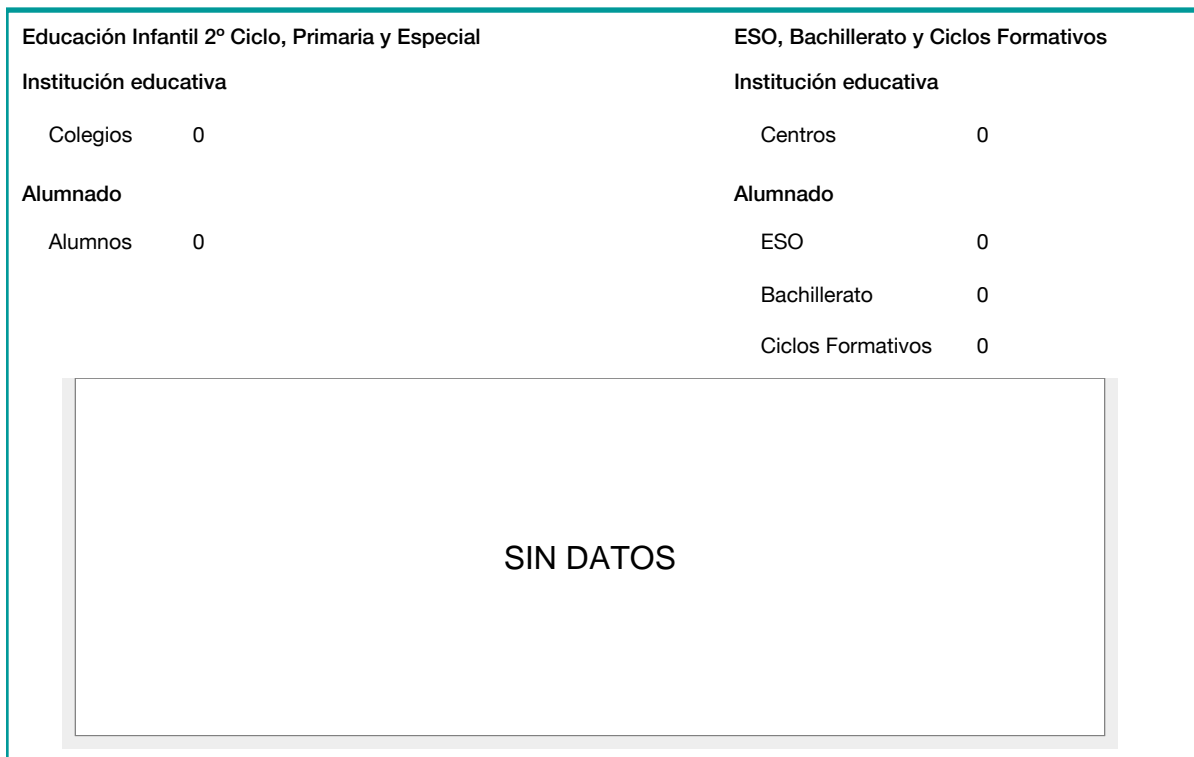 Educación Infantil 2º Ciclo, Primaria y Especial
Institución educativa
Colegios 0
Alumnado
Alumnos 0
ESO, Bachillerato y Ciclos Formativos
Institución educativa
Centros 0
Alumnado
ESO 0
Bachillerato 0
Ciclos Formativos 0
SIN DATOS